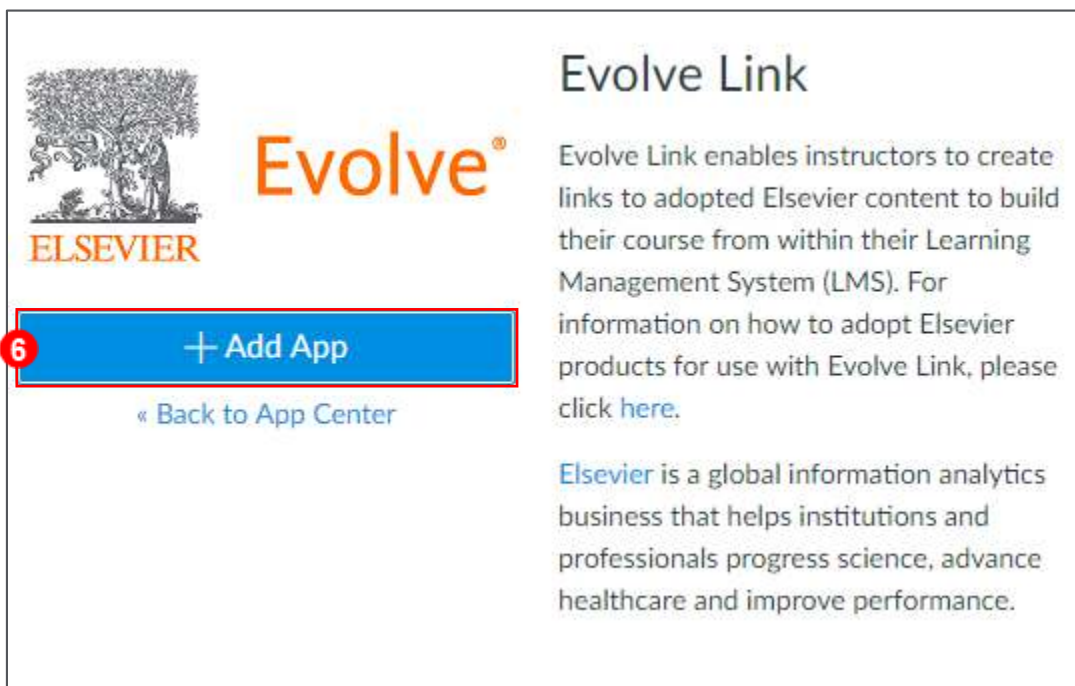 ELSEVIER
Evolve®
6
+ Add App
« Back to App Center
Evolve Link
Evolve Link enables instructors to create
links to adopted Elsevier content to build
their course from within their Learning
Management System (LMS). For
information on how to adopt Elsevier
products for use with Evolve Link, please
click here.
Elsevier is a global information analytics
business that helps institutions and
professionals progress science, advance
healthcare and improve performance.